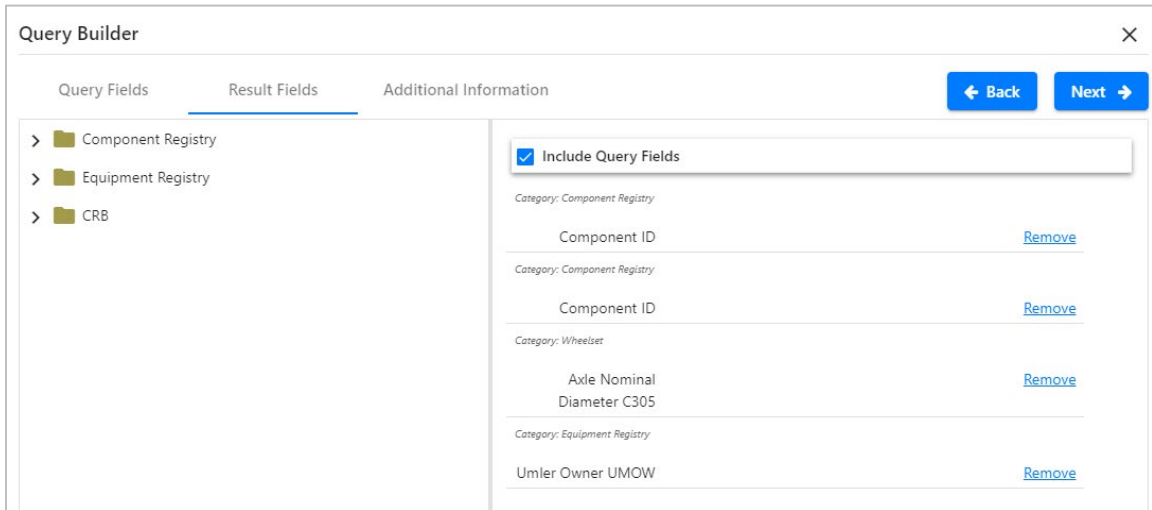 Query Builder
Query Fields Result Fields Additional Information Back Next
Component Registry
Equipment Registry
CRB
Include Query Fields
Category: Component Registry
Component ID Remove
Category: Component Registry
Component ID Remove
Category: Wheelset
Axle Nominal Remove
Diameter C305
Category: Equipment Registry
Umler Owner UMOW Remove